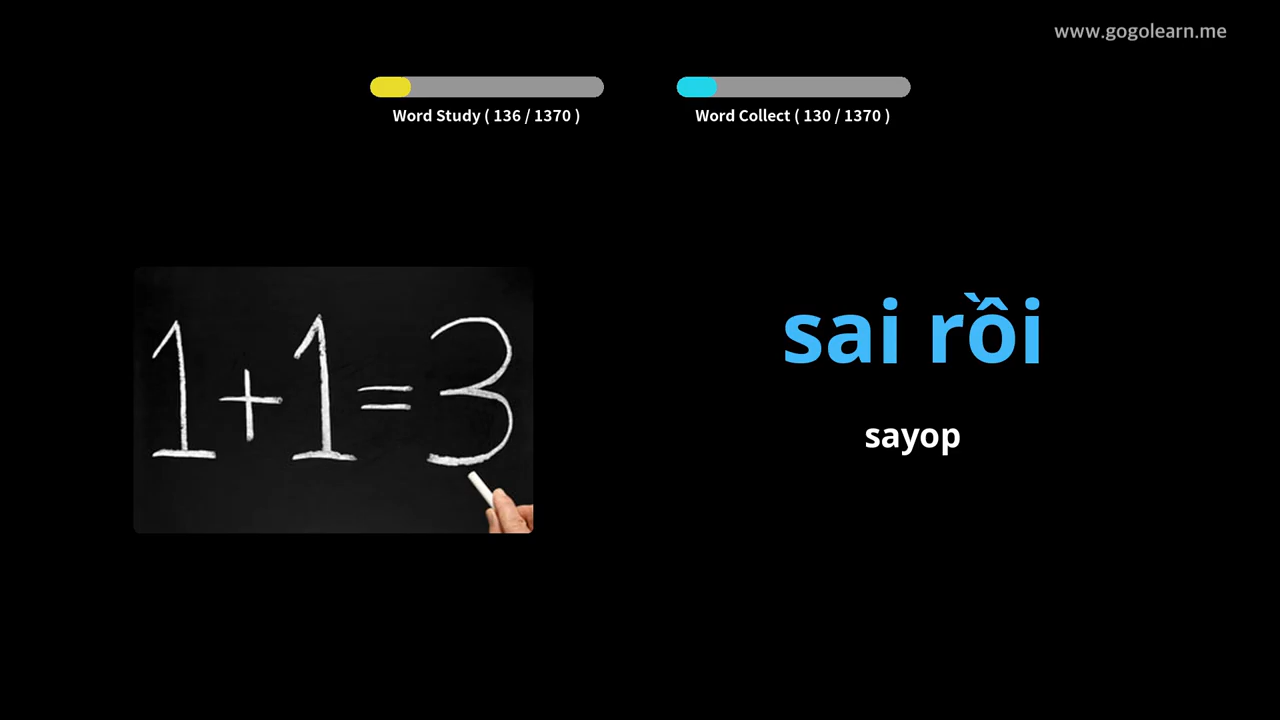 www.gogolearn.me
Word Study ( 136 / 1370 )
Word Collect ( 130 / 1370 )
1+1=3
sai rồi
sayop